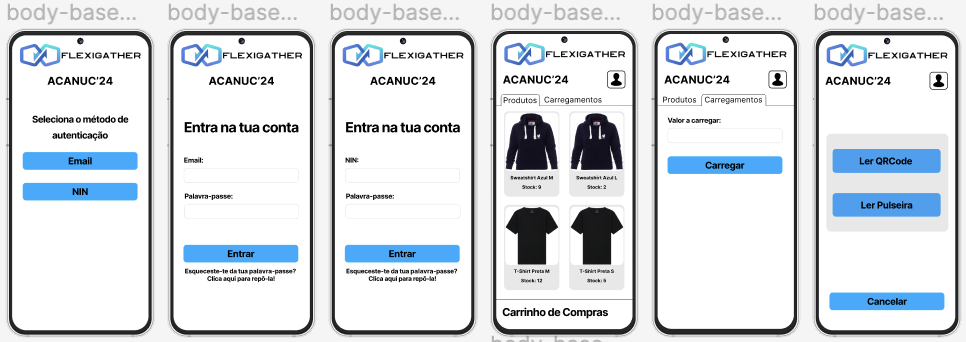 body-base...
FLEXIGATHER
ACANUC'24
Seleciona o método de
autenticação
Email
NIN
body-base...
FLEXIGATHER
ACANUC'24
Entra na tua conta
Email:
Palavra-passe:
Entrar
Esqueceste-te da tua palavra-passe?
Clica aqui para repô-la!
body-base...
FLEXIGATHER
ACANUC'24
Entra na tua conta
NIN:
Palavra-passe:
Entrar
Esqueceste-te da tua palavra-passe?
Clica aqui para repô-la!
body-base...
FLEXIGATHER
ACANUC'24
Produtos Carregamentos
Sweatshirt Azul M
Stock: 9
Sweatshirt Azul L
Stock: 2
T-Shirt Preta M
Stock: 12
T-Shirt Preta S
Stock: 5
Carrinho de Compras
body-base...
FLEXIGATHER
ACANUC'24
Produtos Carregamentos
Valor a carregar:
Carregar
body-base...
FLEXIGATHER
ACANUC'24
Ler QRCode
Ler Pulseira
Cancelar